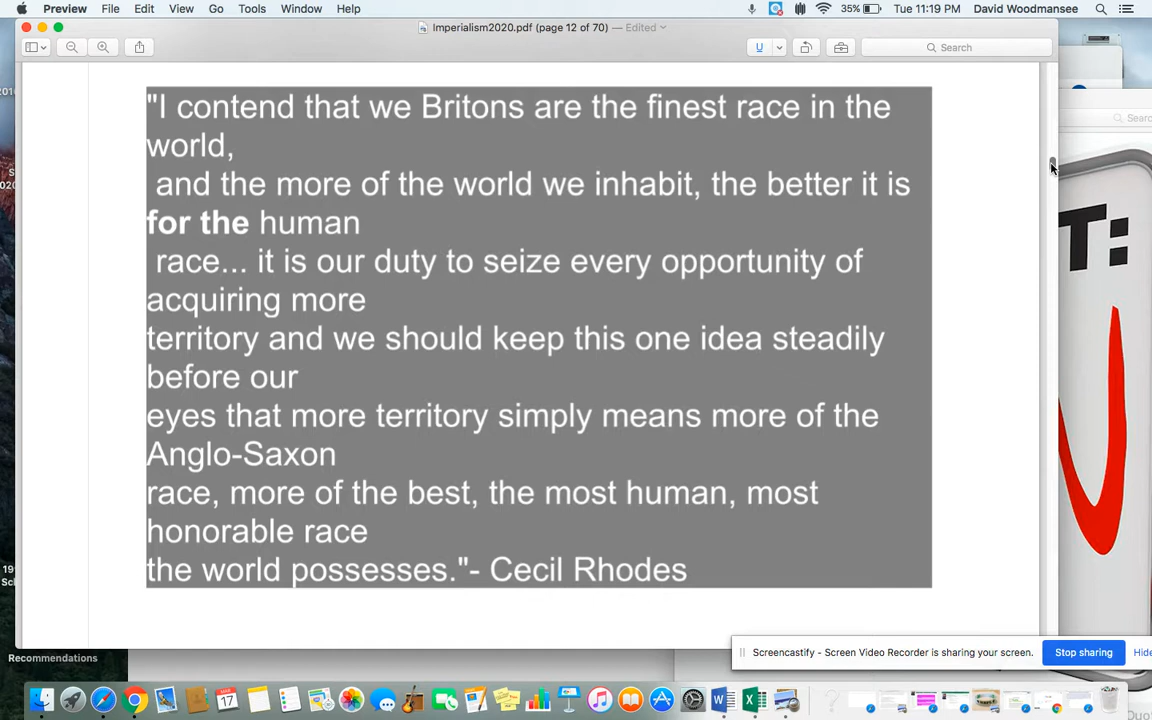 Preview File Edit View Go Tools Window Help 35% Tue 11:19 PM David Woodmansee
Imperialism2020.pdf (page 12 of 70) — Edited
Search
"I contend that we Britons are the finest race in the
world,
and the more of the world we inhabit, the better it is
for the human
race... it is our duty to seize every opportunity of
acquiring more
territory and we should keep this one idea steadily
before our
eyes that more territory simply means more of the
Anglo-Saxon
race, more of the best, the most human, most
honorable race
the world possesses."- Cecil Rhodes
T:
Recommendations
Screencastify - Screen Video Recorder is sharing your screen. Stop sharing Hide
17